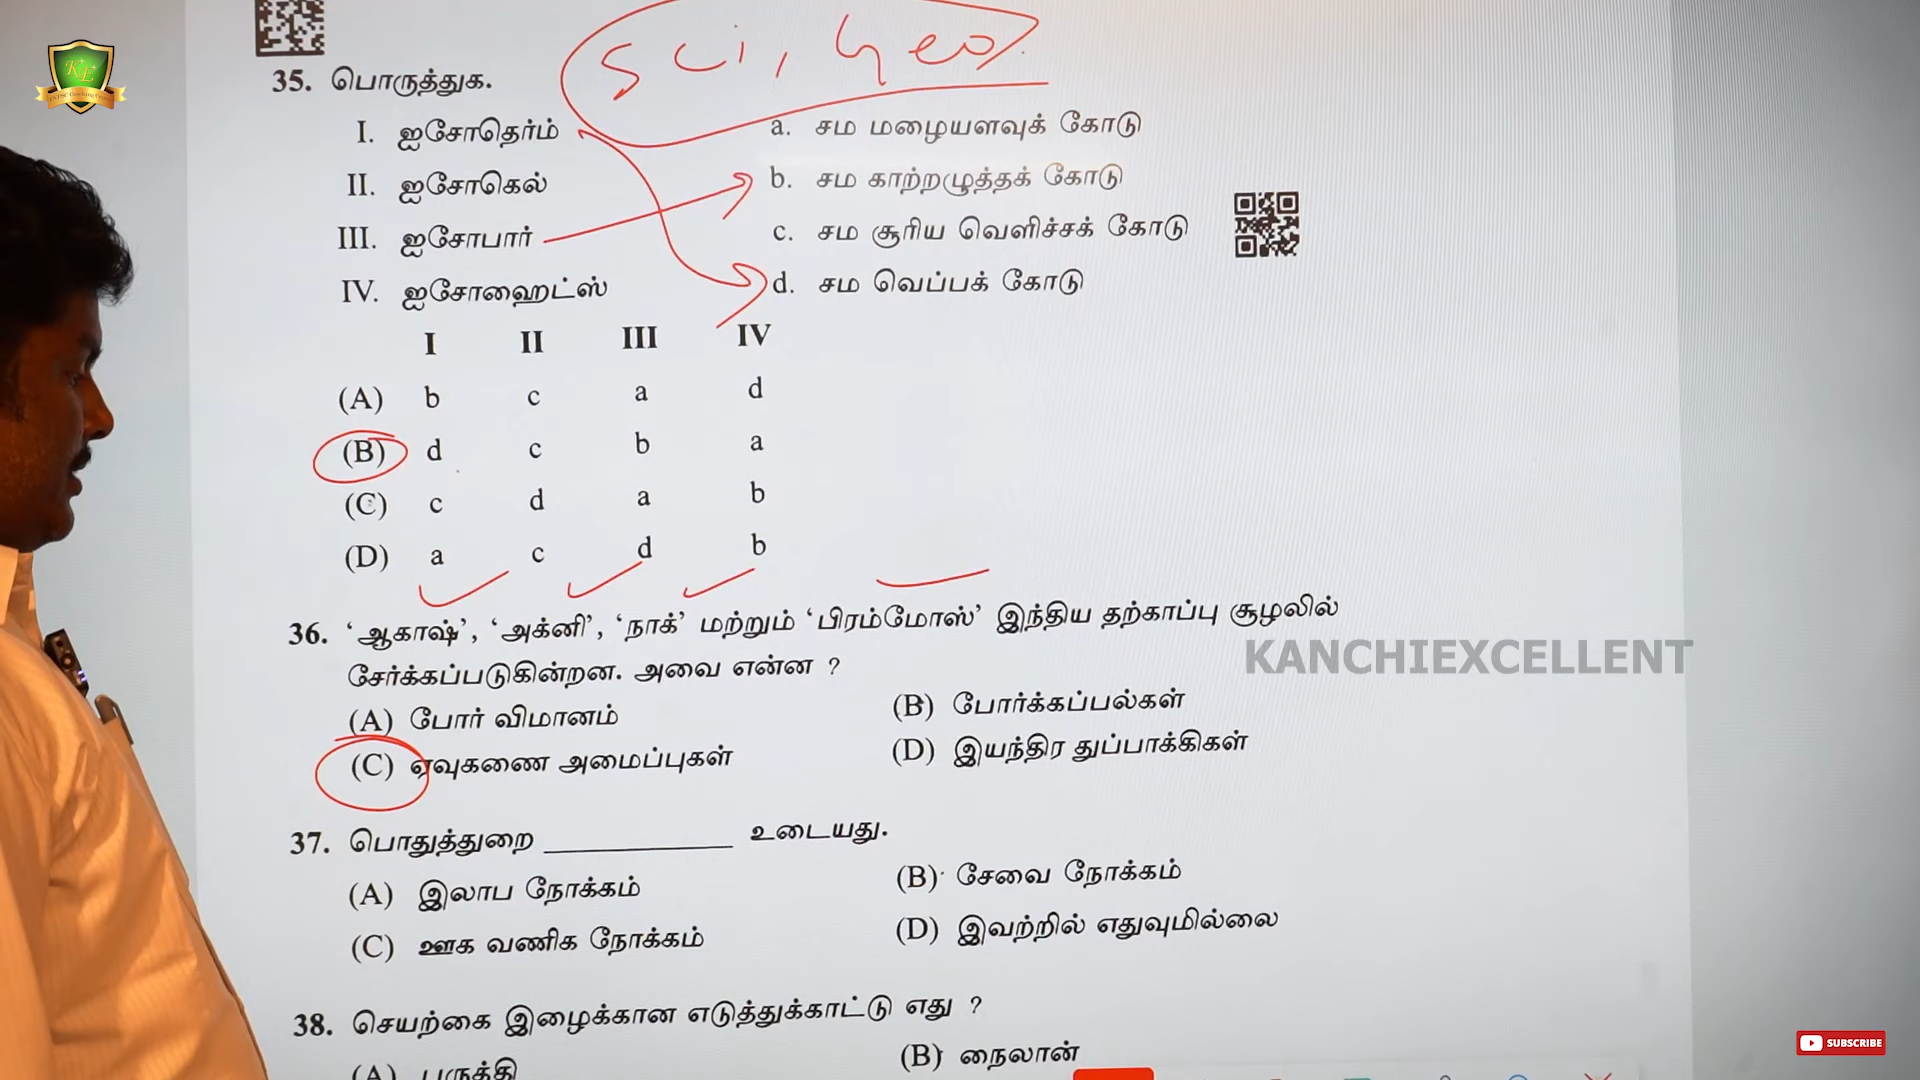 Sci, Geo
35. பொருத்துக.
I. ஐசோதெர்ம் a. சம மழையளவுக் கோடு
II. ஐசோகெல் b. சம காற்றழுத்தக் கோடு
III. ஐசோபார் c. சம சூரிய வெளிச்சக் கோடு
IV. ஐசோஹைட்ஸ் d. சம வெப்பக் கோடு
I II III IV
(A) b c a d
(B) d c b a
(C) c d a b
(D) a c d b
36. ‘ஆகாஷ்’, ‘அக்னி’, ‘நாக்’ மற்றும் ‘பிரம்மோஸ்’ இந்திய தற்காப்பு சூழலில்
சேர்க்கப்படுகின்றன. அவை என்ன ?
KANCHIEXCELLENT
(A) போர் விமானம் (B) போர்க்கப்பல்கள்
(C) ஏவுகணை அமைப்புகள் (D) இயந்திர துப்பாக்கிகள்
37. பொதுத்துறை ____________ உடையது.
(A) இலாப நோக்கம் (B) சேவை நோக்கம்
(C) ஊக வணிக நோக்கம் (D) இவற்றில் எதுவுமில்லை
38. செயற்கை இழைக்கான எடுத்துக்காட்டு எது ?
(A) பருத்தி (B) நைலான்
SUBSCRIBE